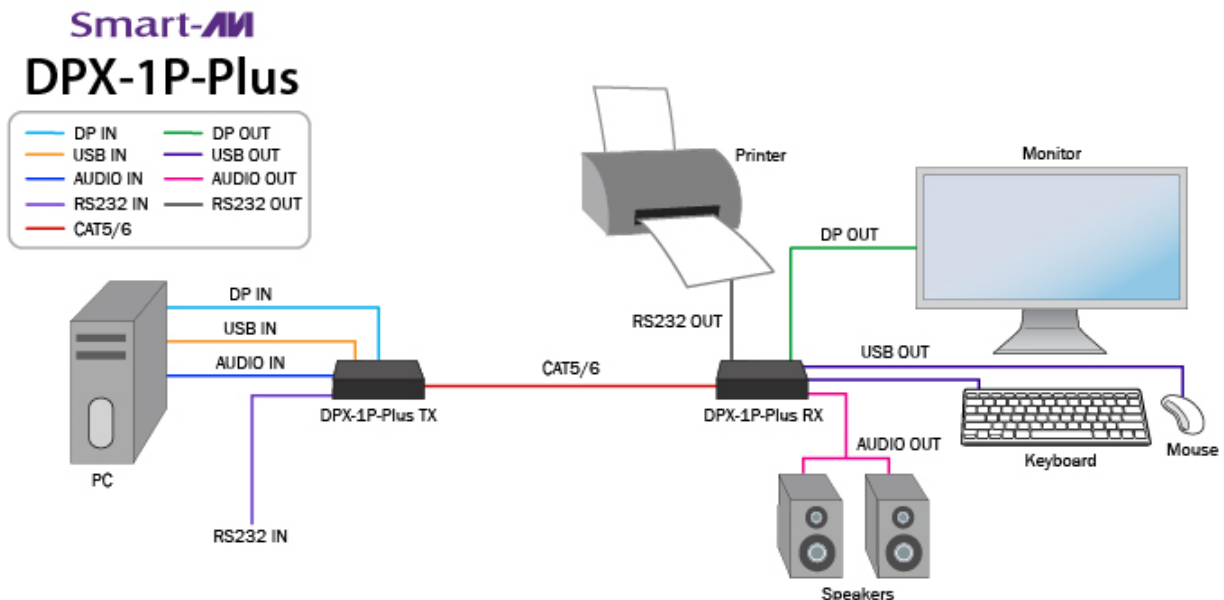 Smart-AVI
DPX-1P-Plus
DP IN DP OUT
USB IN USB OUT
AUDIO IN AUDIO OUT
RS232 IN RS232 OUT
CAT5/6
Printer
Monitor
DP OUT
DP IN
RS232 OUT
USB IN
USB OUT
AUDIO IN
CAT5/6
DPX-1P-Plus TX
DPX-1P-Plus RX
AUDIO OUT
Keyboard
Mouse
PC
RS232 IN
Speakers